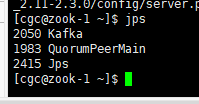 _2.11-2.3.0/config/server.p
[cgc@zook-1 ~]$ jps
2050 Kafka
1983 QuorumPeerMain
2415 Jps
[cgc@zook-1 ~]$